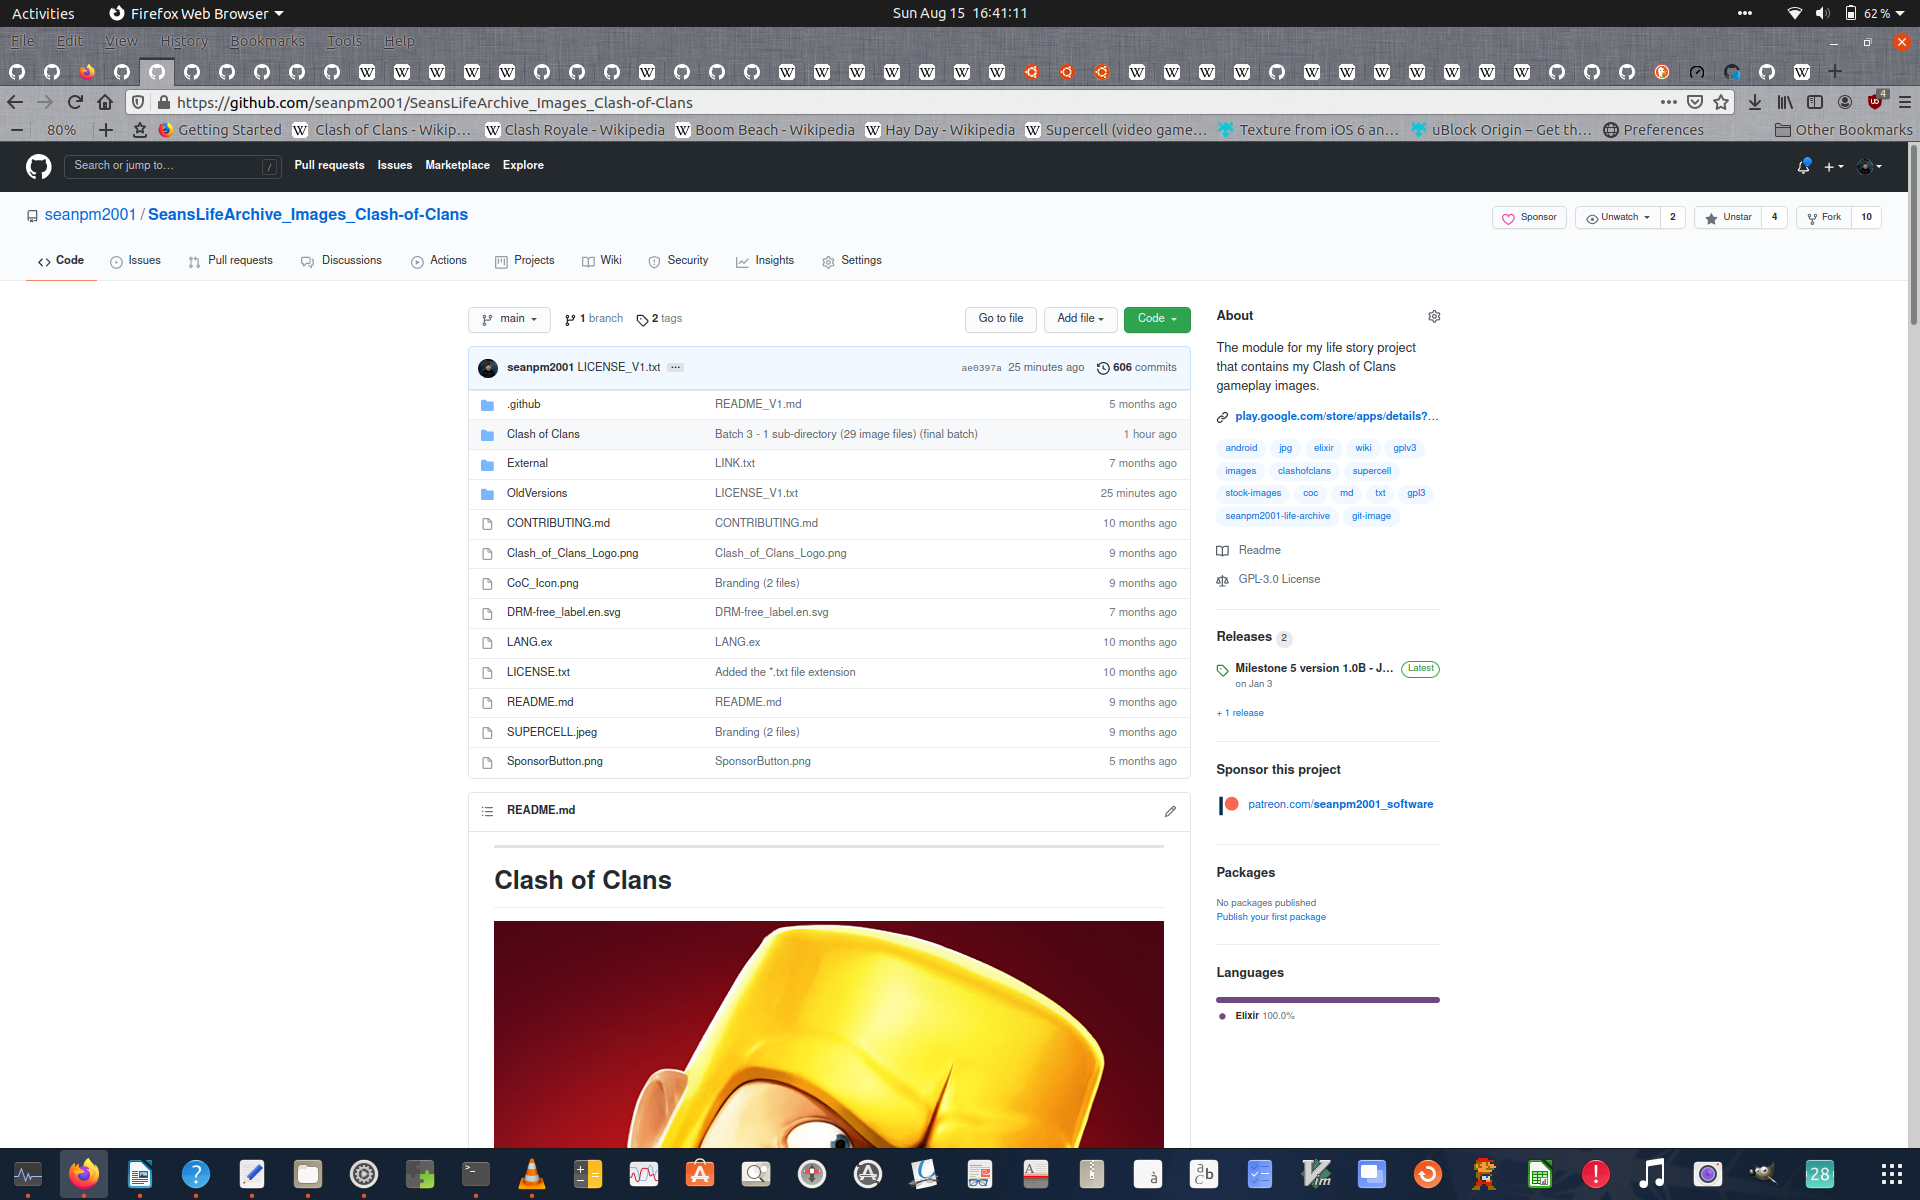 Activities Firefox Web Browser Sun Aug 15 16:41:11 62 %
File Edit View History Bookmarks Tools Help
https://github.com/seanpm2001/SeansLifeArchive_Images_Clash-of-Clans 4
80% Getting Started Clash of Clans - Wikip… Clash Royale - Wikipedia Boom Beach - Wikipedia Hay Day - Wikipedia Supercell (video game… Texture from iOS 6 an… uBlock Origin – Get th… Preferences Other Bookmarks
Search or jump to… / Pull requests Issues Marketplace Explore
seanpm2001 / SeansLifeArchive_Images_Clash-of-Clans Sponsor Unwatch 2 Unstar 4 Fork 10
Code Issues Pull requests Discussions Actions Projects Wiki Security Insights Settings
main 1 branch 2 tags Go to file Add file Code
seanpm2001 LICENSE_V1.txt ... ae0397a 25 minutes ago 606 commits
.github README_V1.md 5 months ago
Clash of Clans Batch 3 - 1 sub-directory (29 image files) (final batch) 1 hour ago
External LINK.txt 7 months ago
OldVersions LICENSE_V1.txt 25 minutes ago
CONTRIBUTING.md CONTRIBUTING.md 10 months ago
Clash_of_Clans_Logo.png Clash_of_Clans_Logo.png 9 months ago
CoC_Icon.png Branding (2 files) 9 months ago
DRM-free_label.en.svg DRM-free_label.en.svg 7 months ago
LANG.ex LANG.ex 10 months ago
LICENSE.txt Added the *.txt file extension 10 months ago
README.md README.md 9 months ago
SUPERCELL.jpeg Branding (2 files) 9 months ago
SponsorButton.png SponsorButton.png 5 months ago
README.md
Clash of Clans
About
The module for my life story project
that contains my Clash of Clans
gameplay images.
play.google.com/store/apps/details?…
android jpg elixir wiki gplv3
images clashofclans supercell
stock-images coc md txt gpl3
seanpm2001-life-archive git-image
Readme
GPL-3.0 License
Releases 2
Milestone 5 version 1.0B - J… Latest
on Jan 3
+ 1 release
Sponsor this project
patreon.com/seanpm2001_software
Packages
No packages published
Publish your first package
Languages
Elixir 100.0%
28